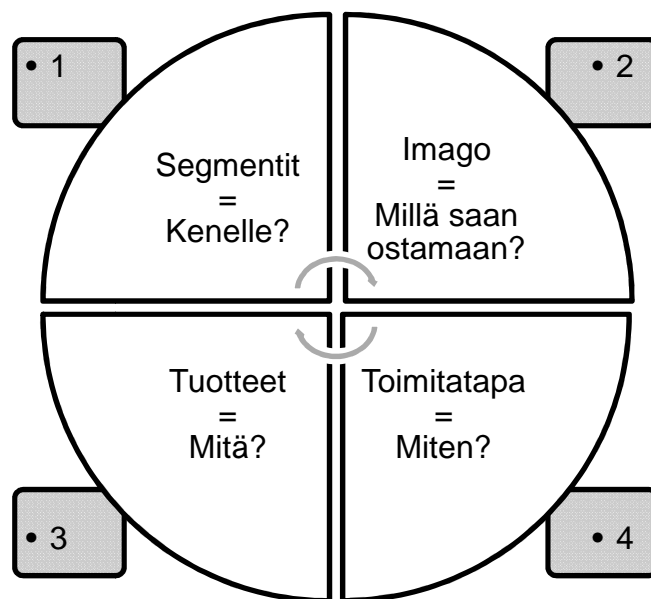 • 1
• 2
Segmentit
=
Kenelle?
Imago
=
Millä saan
ostamaan?
Tuotteet
=
Mitä?
Toimitatapa
=
Miten?
• 3
• 4